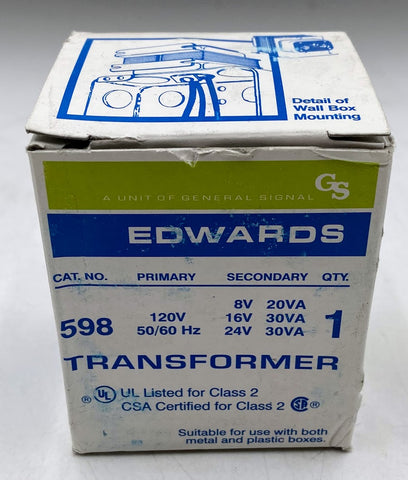 Detail of
Wall Box
Mounting
GS
A UNIT OF GENERAL SIGNAL
EDWARDS
CAT. NO. PRIMARY SECONDARY QTY.
8V 20VA
598 120V 16V 30VA 1
50/60 Hz 24V 30VA
TRANSFORMER
® UL UL Listed for Class 2
CSA Certified for Class 2 SA ®
Suitable for use with both
metal and plastic boxes.